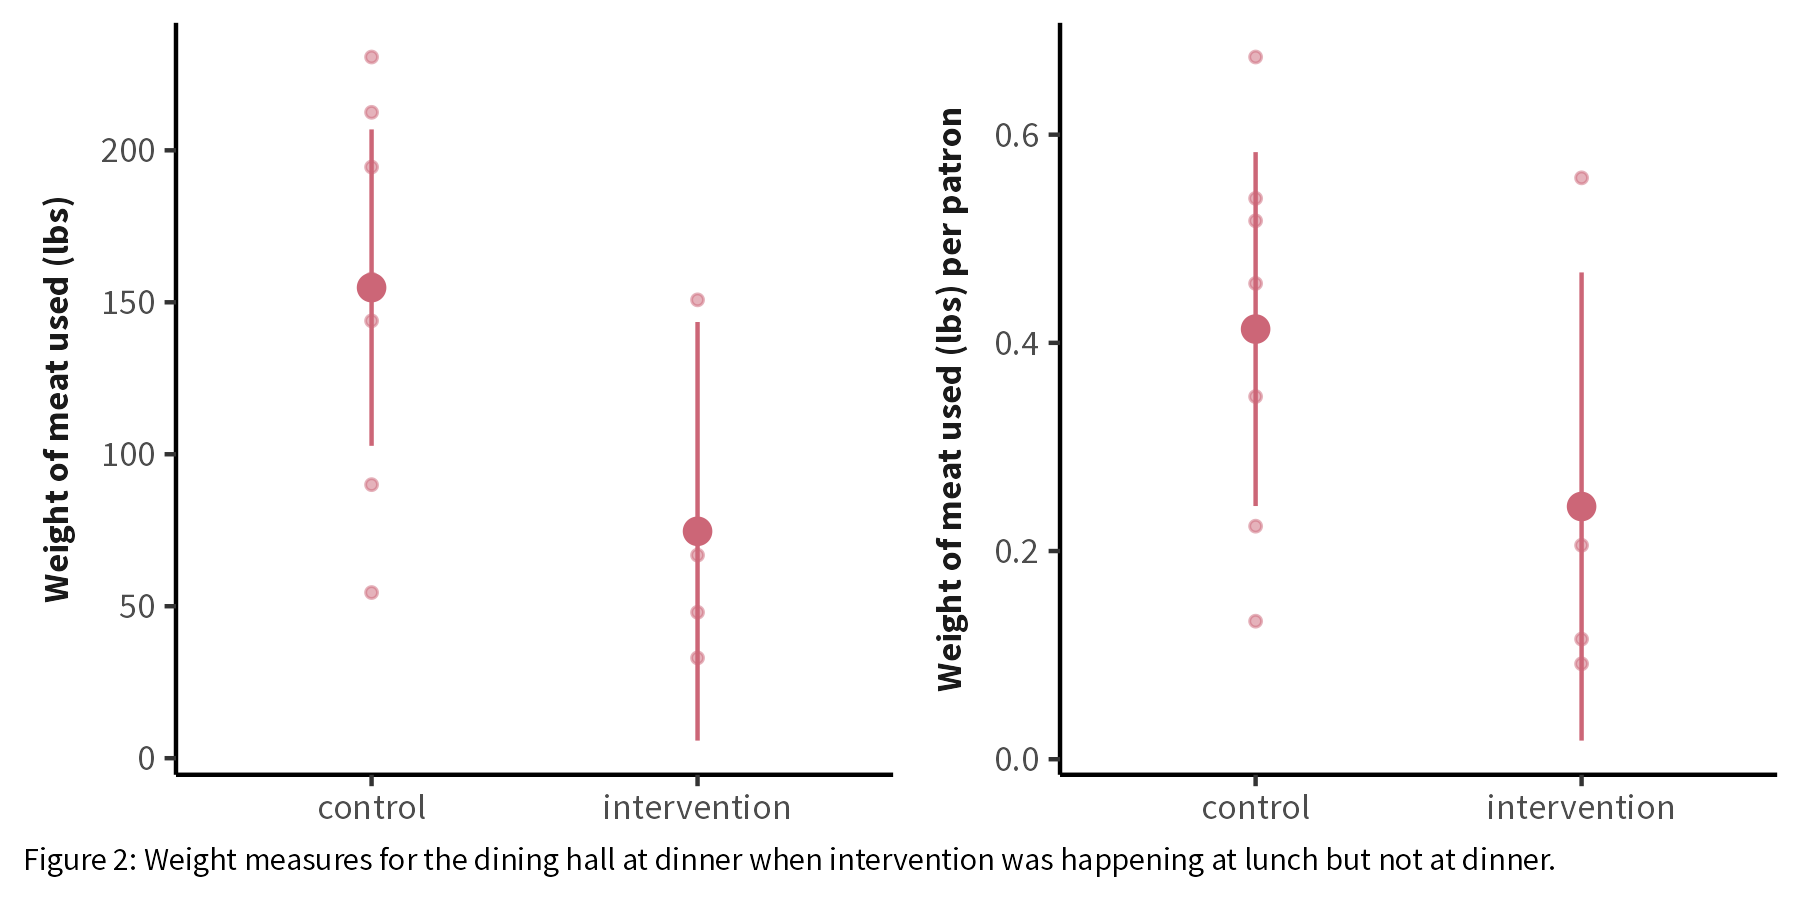 Weight of meat used (lbs)
200
150
100
50
0
control intervention
Weight of meat used (lbs) per patron
0.6
0.4
0.2
0.0
control intervention
Figure 2: Weight measures for the dining hall at dinner when intervention was happening at lunch but not at dinner.